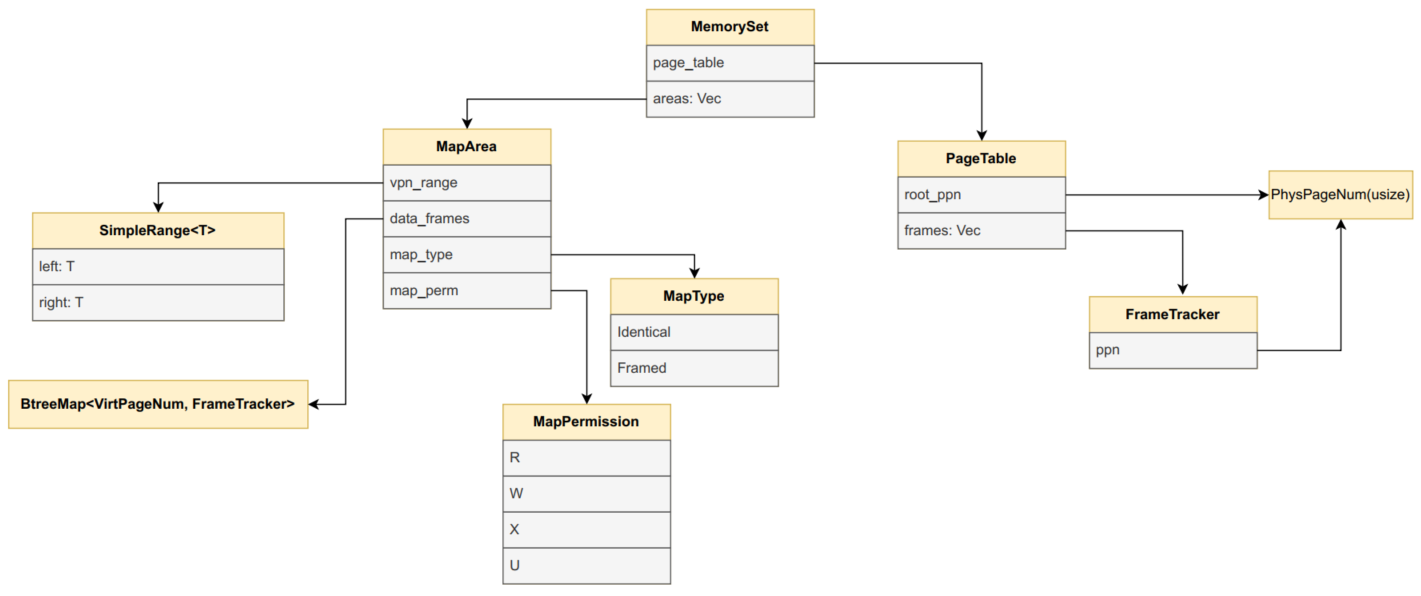 MemorySet
page_table
areas: Vec
MapArea
vpn_range
data_frames
map_type
map_perm
PageTable
root_ppn
frames: Vec
PhysPageNum(usize)
SimpleRange<T>
left: T
right: T
MapType
Identical
Framed
FrameTracker
ppn
BtreeMap<VirtPageNum, FrameTracker>
MapPermission
R
W
X
U